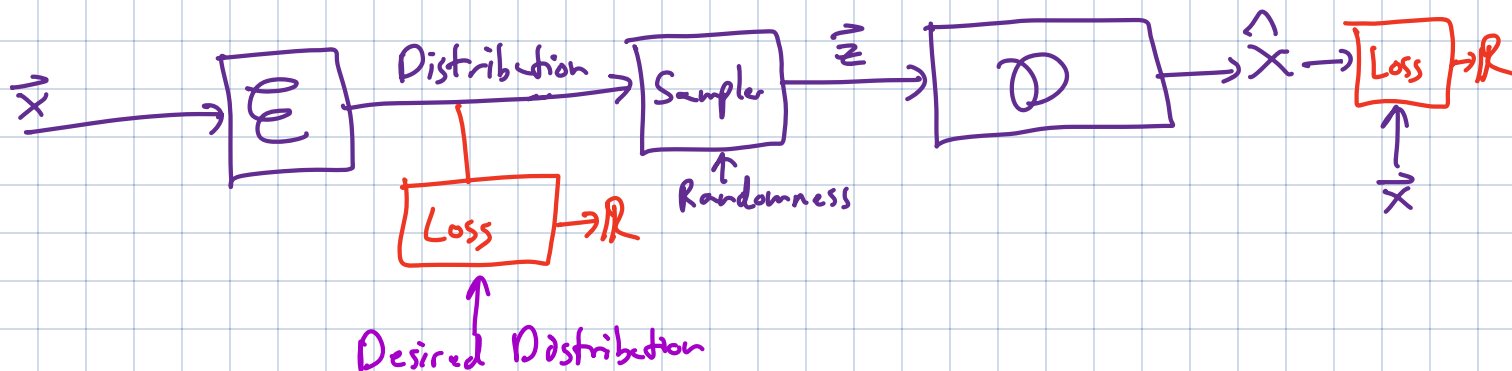 x⃗
E
Distribution
Sampler
z⃗
D
x̂
Loss
ℝ
Randomness
x⃗
Loss
ℝ
Desired Distribution